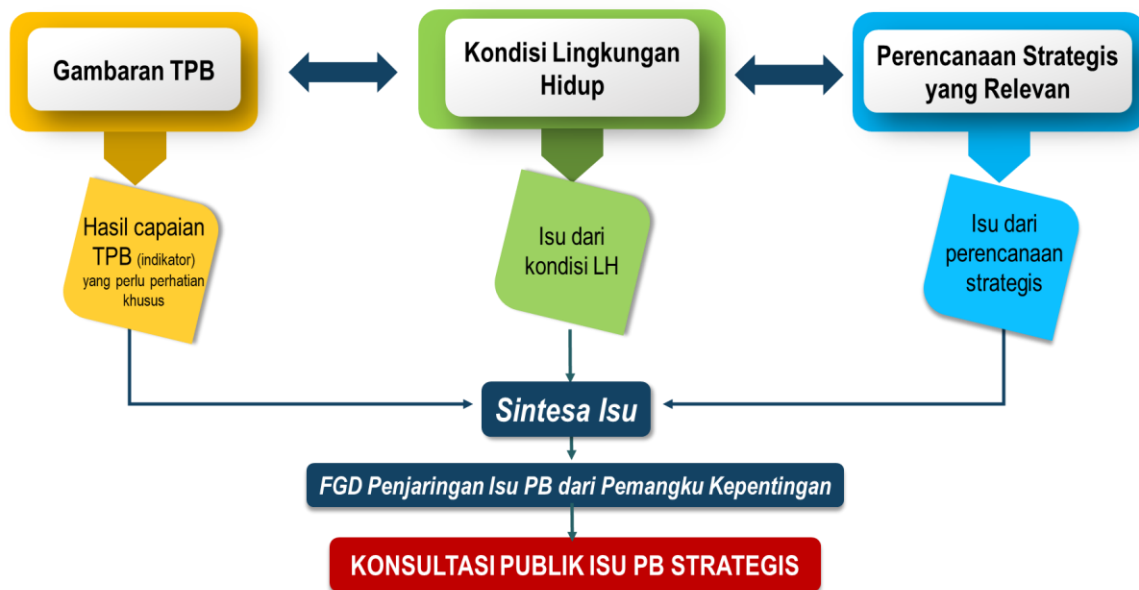 Gambaran TPB
Kondisi Lingkungan
Hidup
Perencanaan Strategis
yang Relevan
Hasil capaian
TPB (indikator)
yang perlu perhatian
khusus
Isu dari
kondisi LH
Isu dari
perencanaan
strategis
Sintesa Isu
FGD Penjaringan Isu PB dari Pemangku Kepentingan
KONSULTASI PUBLIK ISU PB STRATEGIS